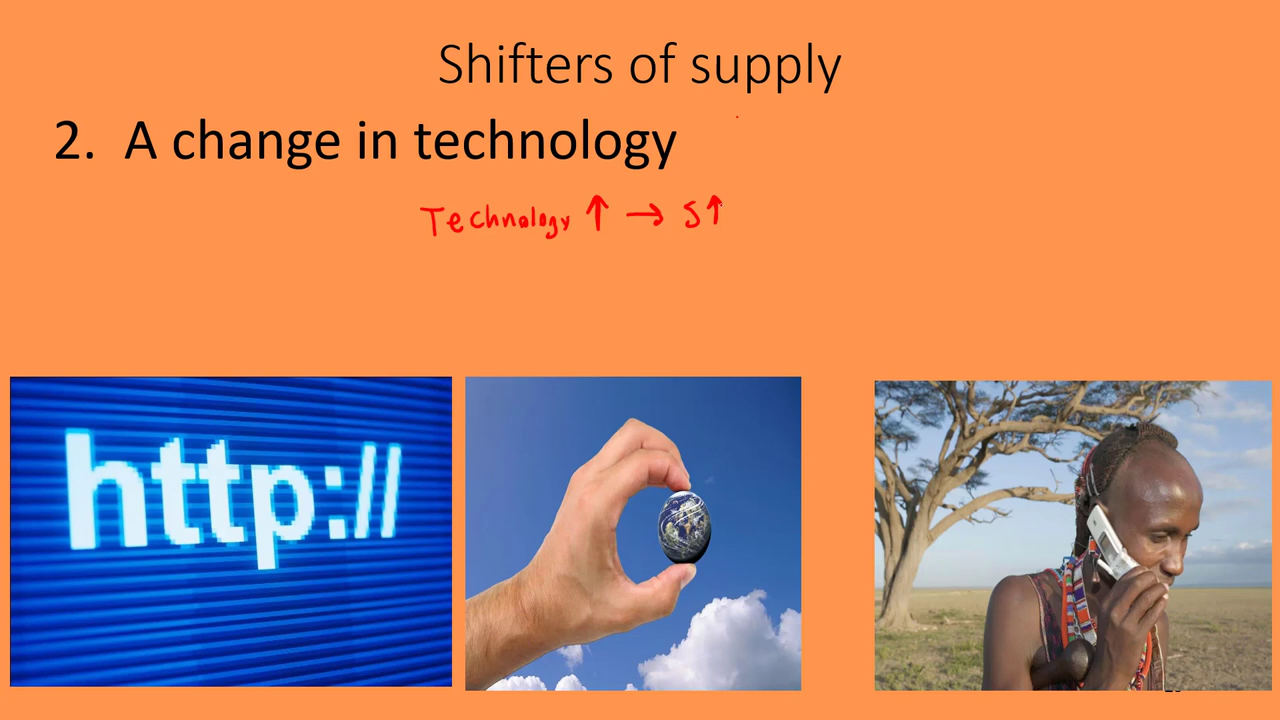 Shifters of supply
2. A change in technology
Technology ↑ → S↑
http://